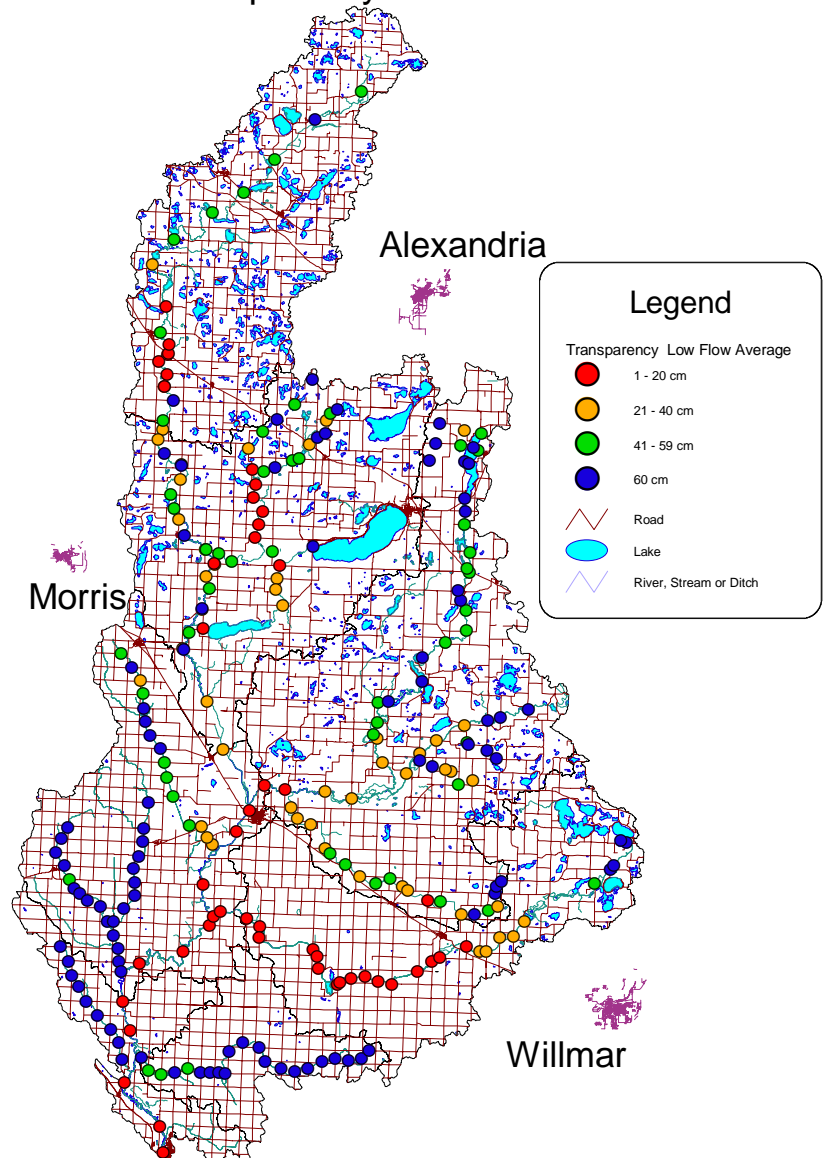 Alexandria
Legend
Transparency Low Flow Average
1 - 20 cm
21 - 40 cm
41 - 59 cm
60 cm
Road
Lake
River, Stream or Ditch
Morris
Willmar